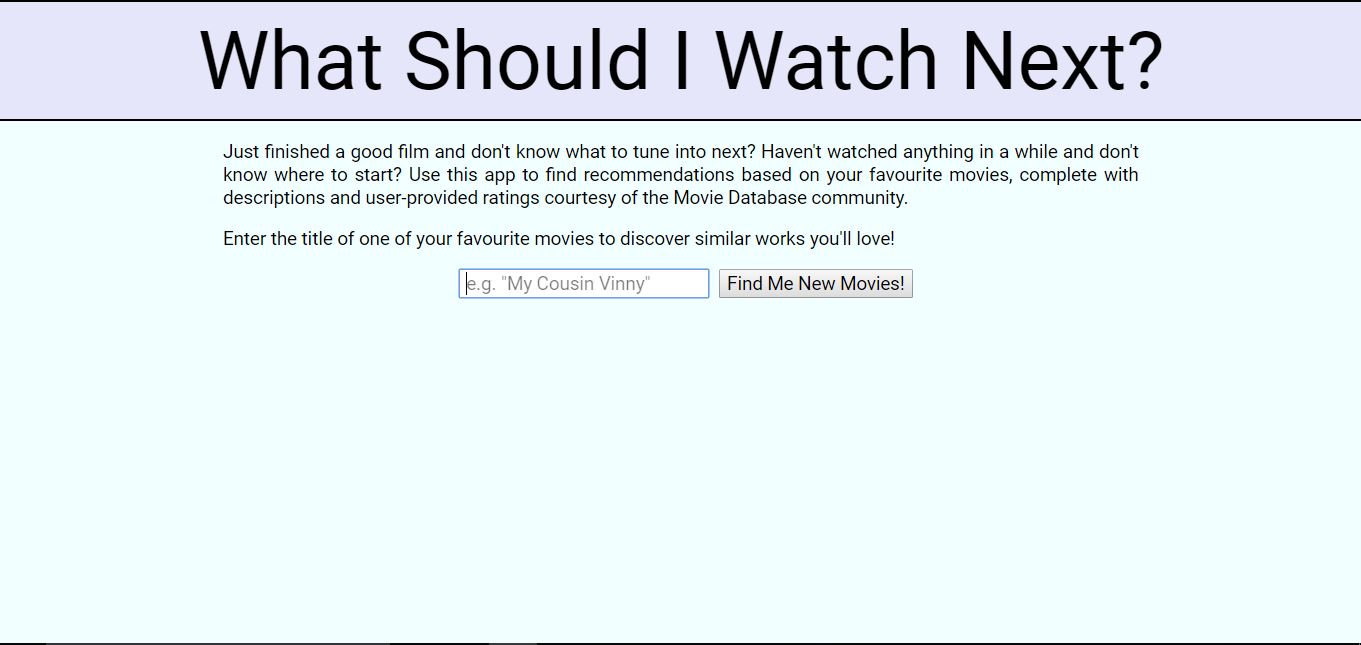 What Should I Watch Next?
Just finished a good film and don't know what to tune into next? Haven't watched anything in a while and don't
know where to start? Use this app to find recommendations based on your favourite movies, complete with
descriptions and user-provided ratings courtesy of the Movie Database community.
Enter the title of one of your favourite movies to discover similar works you'll love!
e.g. "My Cousin Vinny" Find Me New Movies!